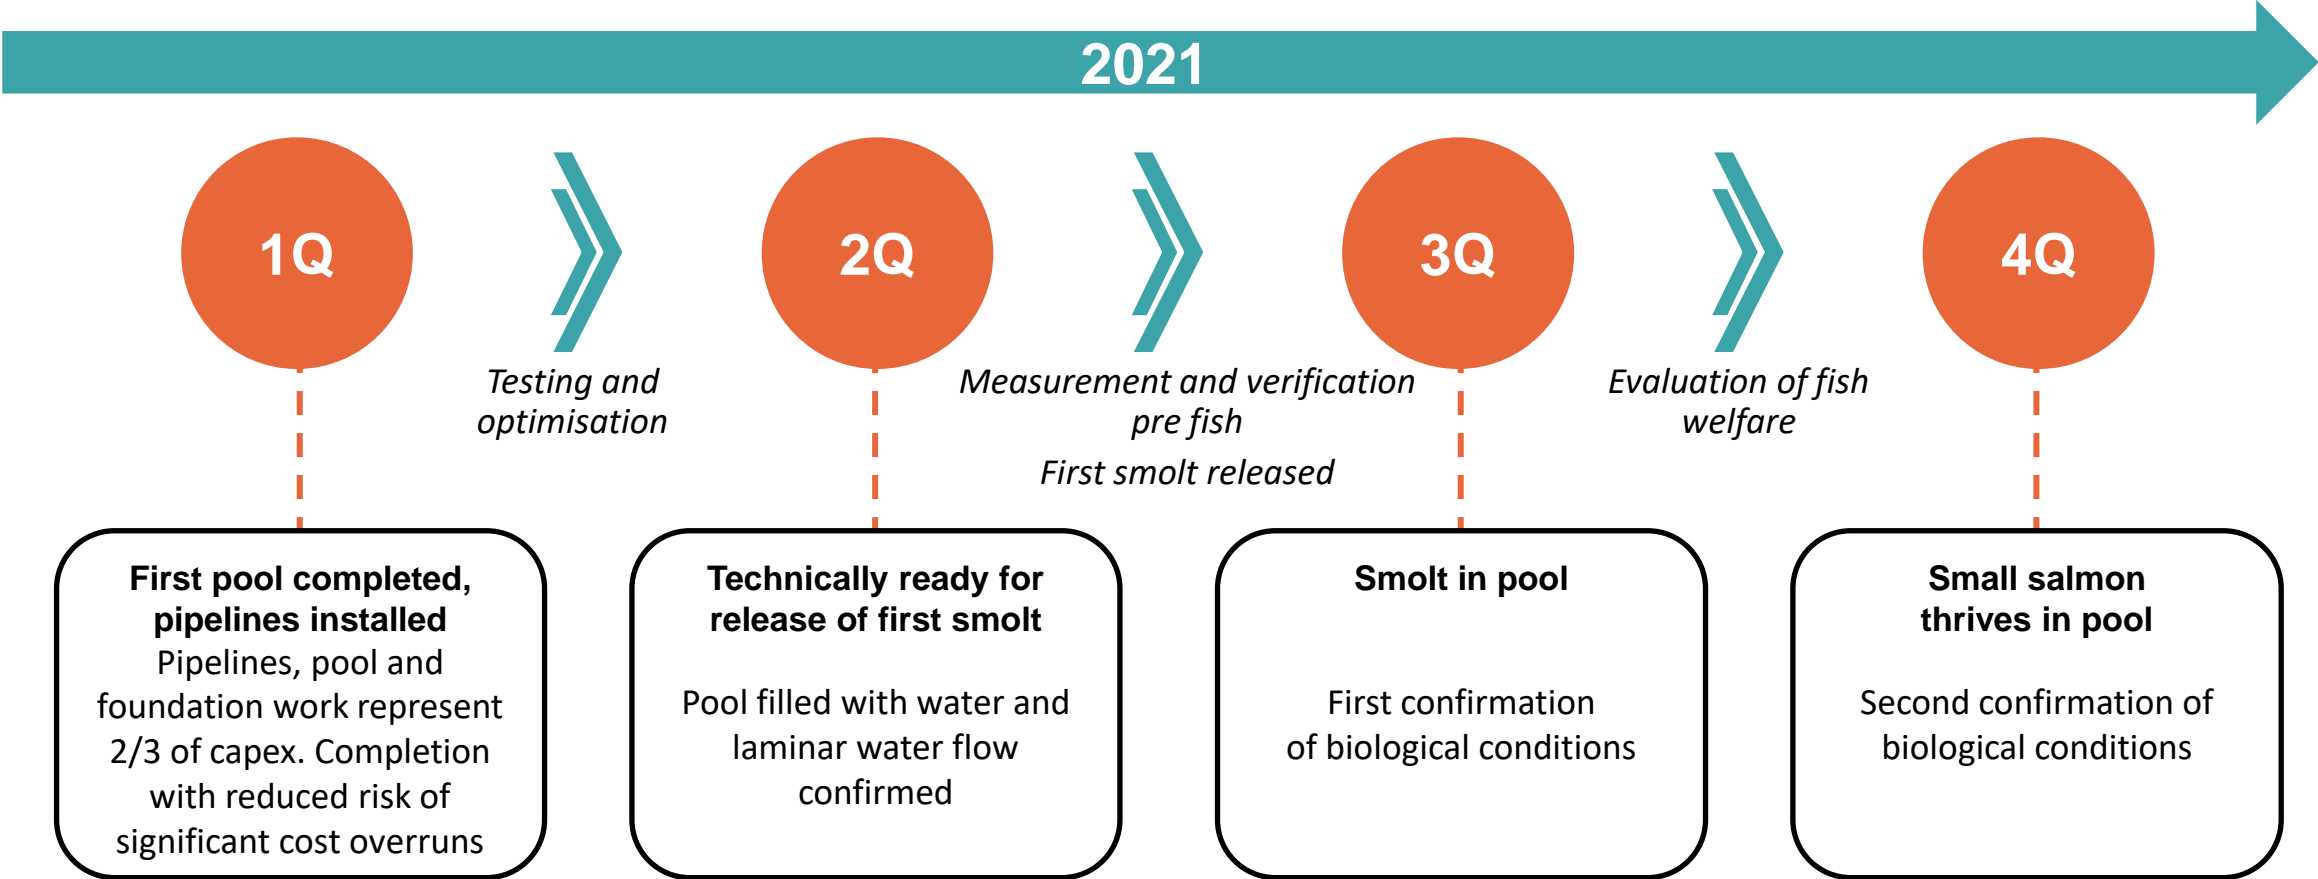 2021
1Q
2Q
3Q
4Q
Testing and
optimisation
Measurement and verification
pre fish
First smolt released
Evaluation of fish
welfare
First pool completed,
pipelines installed
Pipelines, pool and
foundation work represent
2/3 of capex. Completion
with reduced risk of
significant cost overruns
Technically ready for
release of first smolt
Pool filled with water and
laminar water flow
confirmed
Smolt in pool
First confirmation
of biological conditions
Small salmon
thrives in pool
Second confirmation of
biological conditions